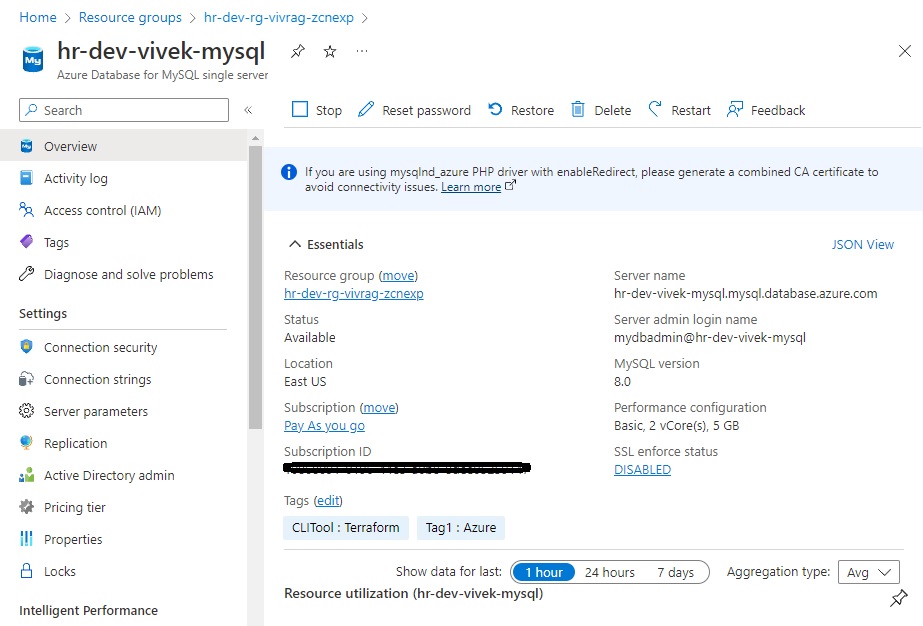 Home > Resource groups > hr-dev-rg-vivrag-zcnexp >
My
hr-dev-vivek-mysql
Azure Database for MySQL single server
Search
Stop Reset password Restore Delete Restart Feedback
Overview
Activity log
Access control (IAM)
Tags
Diagnose and solve problems
Settings
Connection security
Connection strings
Server parameters
Replication
Active Directory admin
Pricing tier
Properties
Locks
Intelligent Performance
If you are using mysqlnd_azure PHP driver with enableRedirect, please generate a combined CA certificate to
avoid connectivity issues. Learn more
Essentials
JSON View
Resource group (move)
hr-dev-rg-vivrag-zcnexp
Status
Available
Location
East US
Subscription (move)
Pay As you go
Subscription ID
Server name
hr-dev-vivek-mysql.mysql.database.azure.com
Server admin login name
mydbadmin@hr-dev-vivek-mysql
MySQL version
8.0
Performance configuration
Basic, 2 vCore(s), 5 GB
SSL enforce status
DISABLED
Tags (edit)
CLITool : Terraform Tag1 : Azure
Show data for last: 1 hour 24 hours 7 days Aggregation type: Avg
Resource utilization (hr-dev-vivek-mysql)